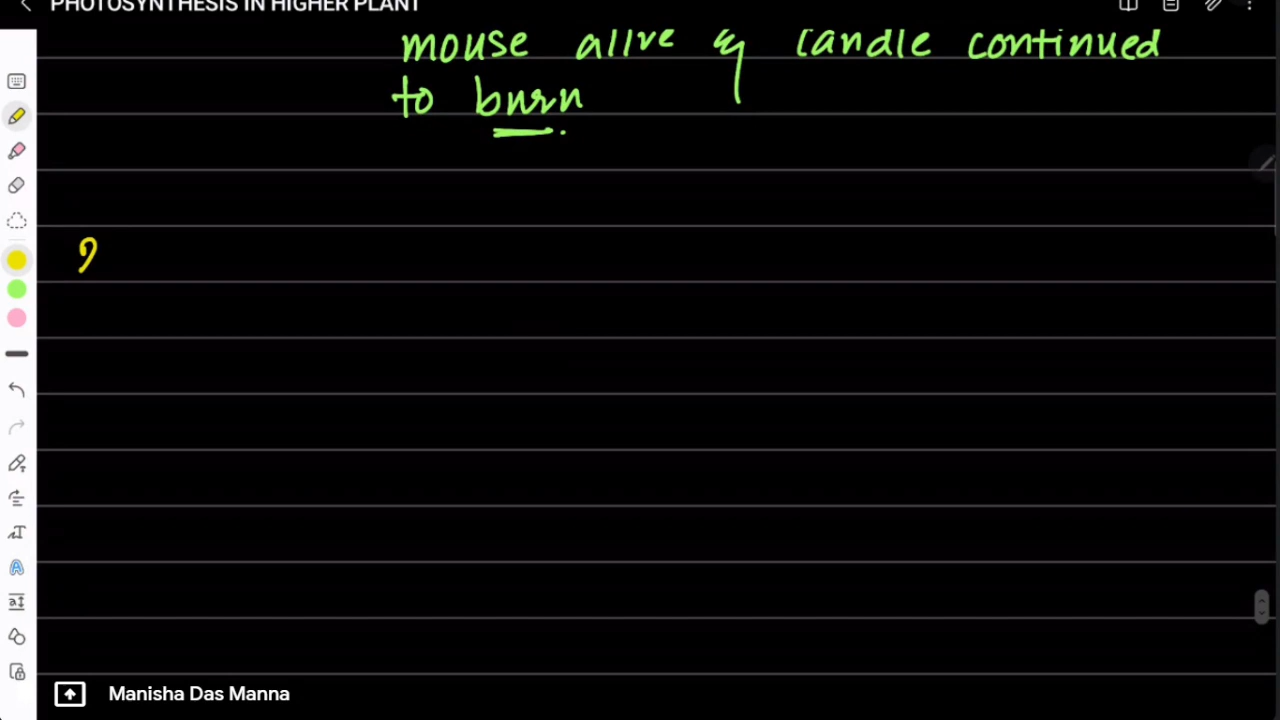 PHOTOSYNTHESIS IN HIGHER PLANT
mouse alive & candle continued
to burn.
Manisha Das Manna